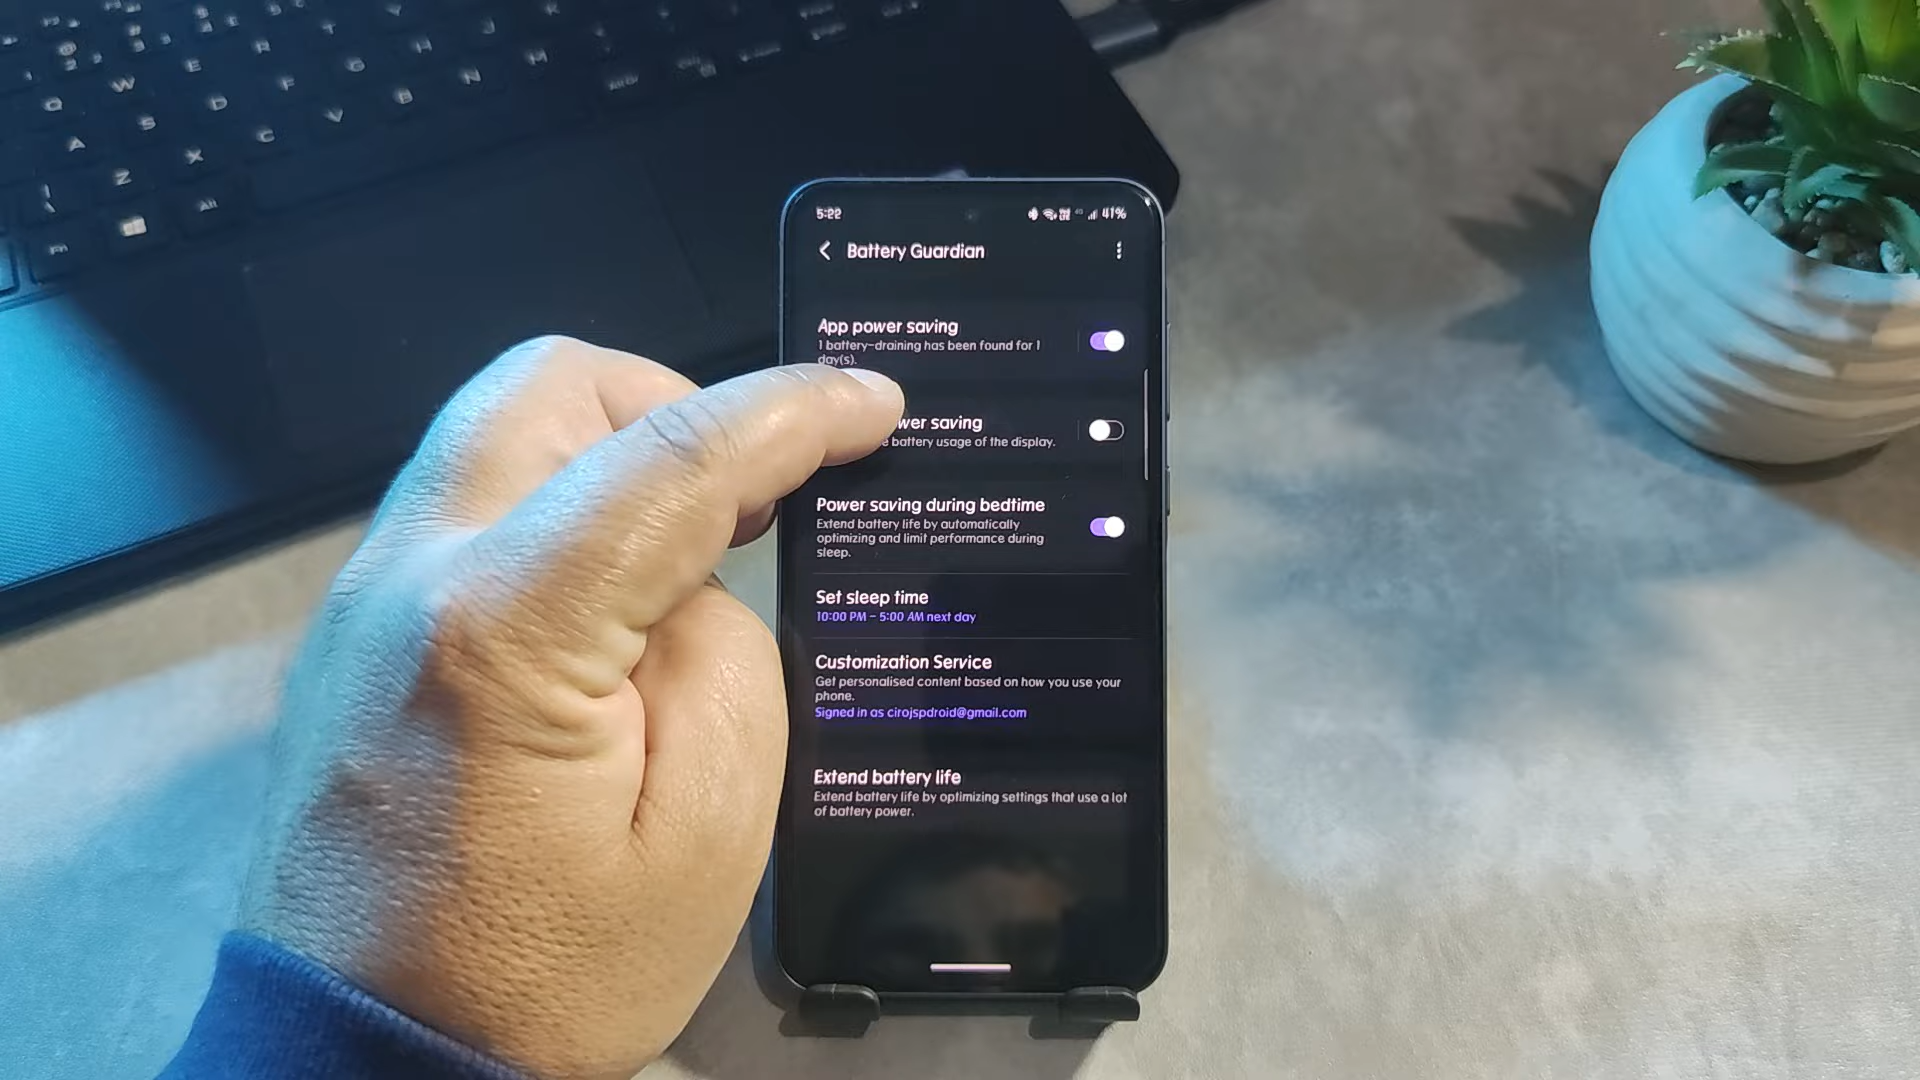 5:22
41%
Battery Guardian
App power saving
1 battery-draining has been found for 1
day(s).
wer saving
battery usage of the display.
Power saving during bedtime
Extend battery life by automatically
optimizing and limit performance during
sleep.
Set sleep time
10:00 PM – 5:00 AM next day
Customization Service
Get personalised content based on how you use your
phone.
Signed in as cirojspdroid@gmail.com
Extend battery life
Extend battery life by optimizing settings that use a lot
of battery power.
Q W E R T
A S D F G H J
Z X C V B N M
Fn Alt